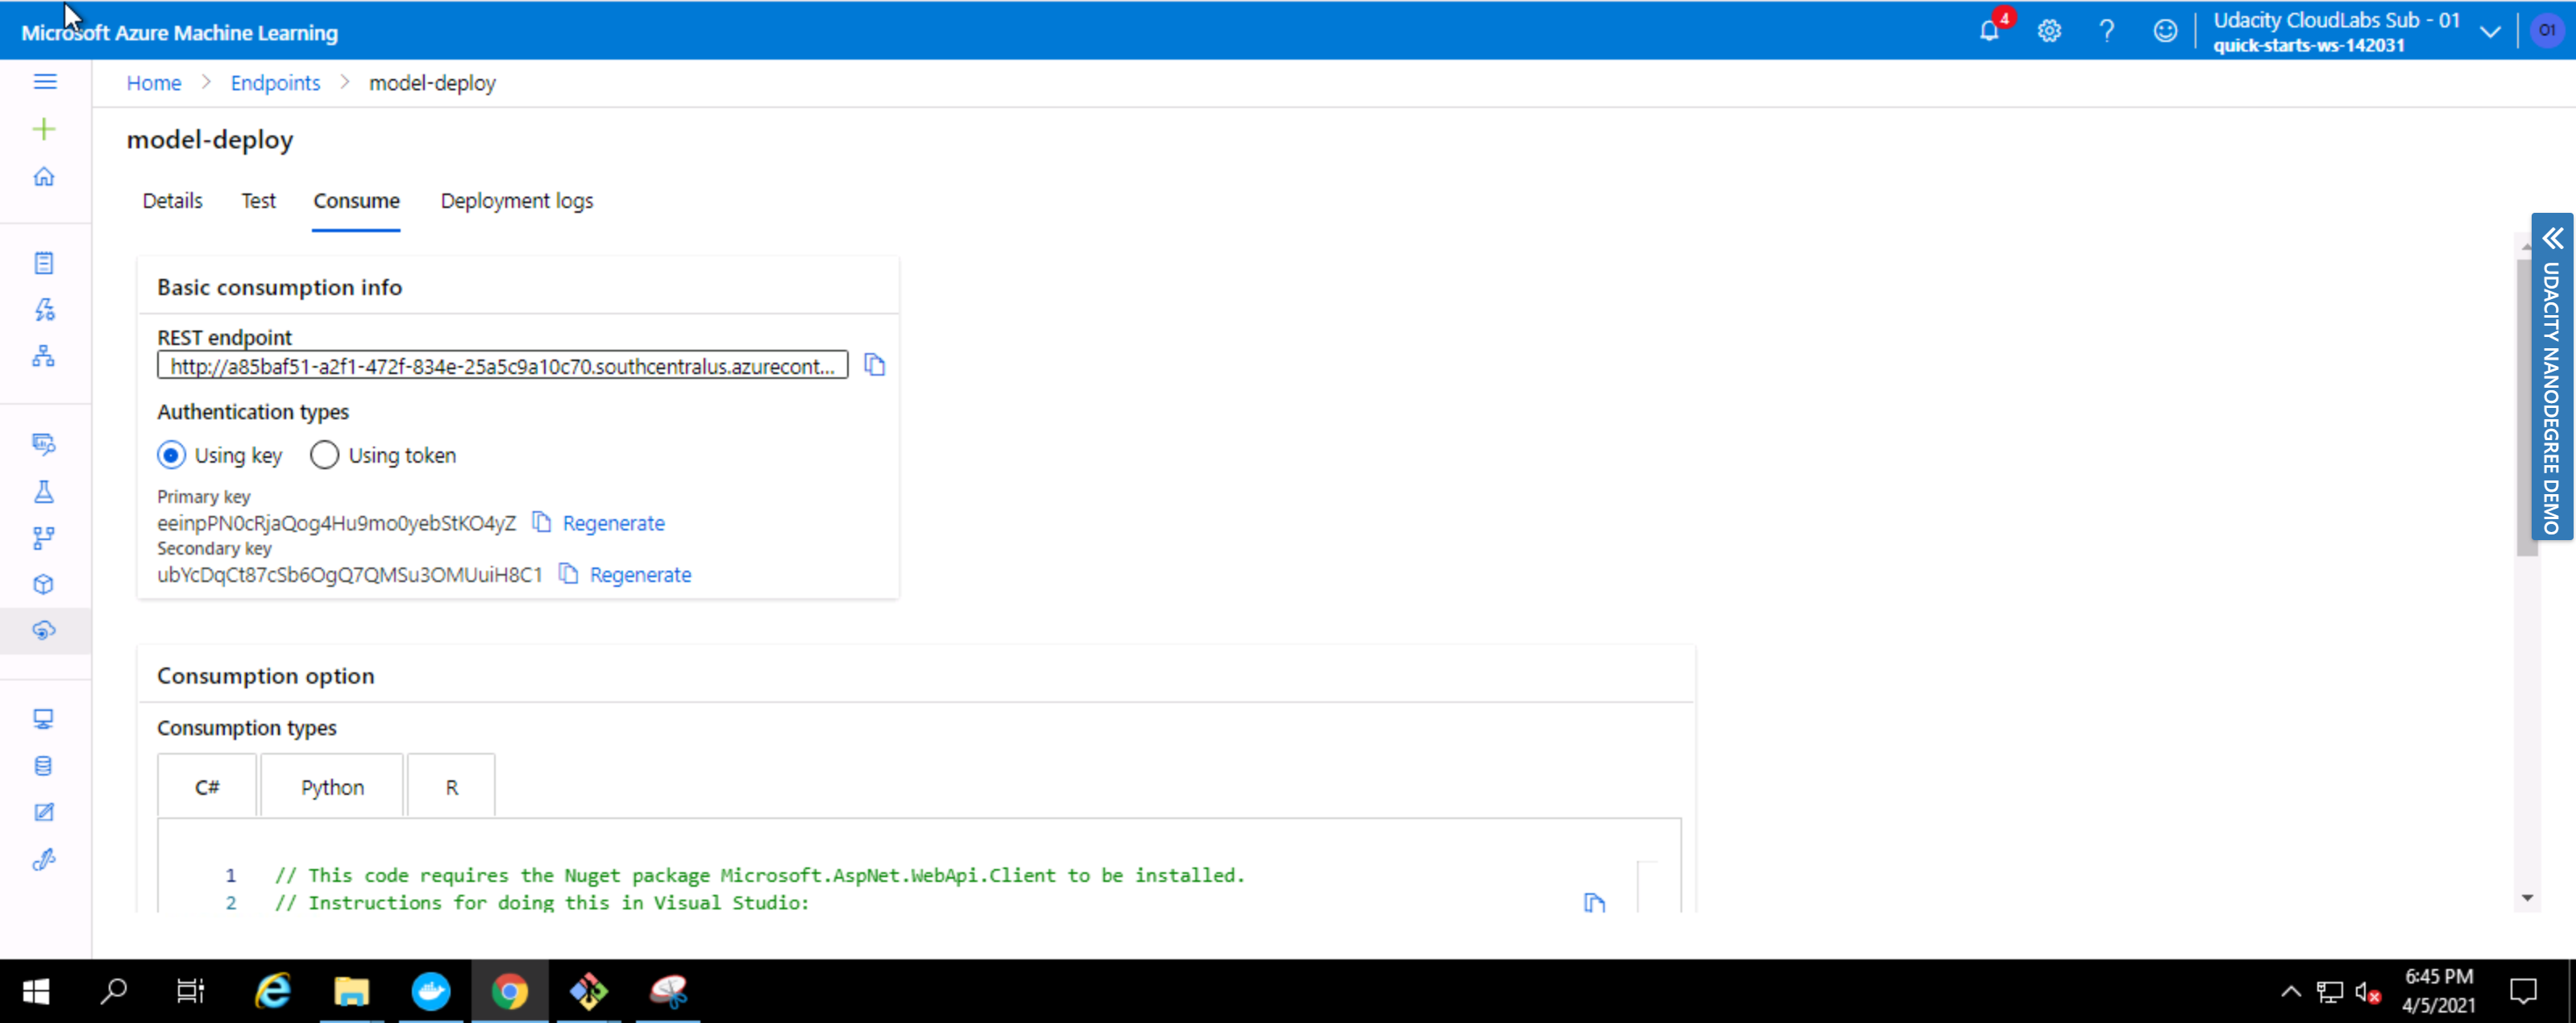 Microsoft Azure Machine Learning
4
Udacity CloudLabs Sub - 01
quick-starts-ws-142031
01
Home > Endpoints > model-deploy
model-deploy
Details Test Consume Deployment logs
UDACITY NANODEGREE DEMO
Basic consumption info
REST endpoint
http://a85baf51-a2f1-472f-834e-25a5c9a10c70.southcentralus.azurecont...
Authentication types
Using key Using token
Primary key
eeinpPN0cRjaQog4Hu9mo0yebStKO4yZ Regenerate
Secondary key
ubYcDqCt87cSb6OgQ7QMSu3OMUuiH8C1 Regenerate
Consumption option
Consumption types
C# Python R
1 // This code requires the Nuget package Microsoft.AspNet.WebApi.Client to be installed.
2 // Instructions for doing this in Visual Studio:
6:45 PM
4/5/2021